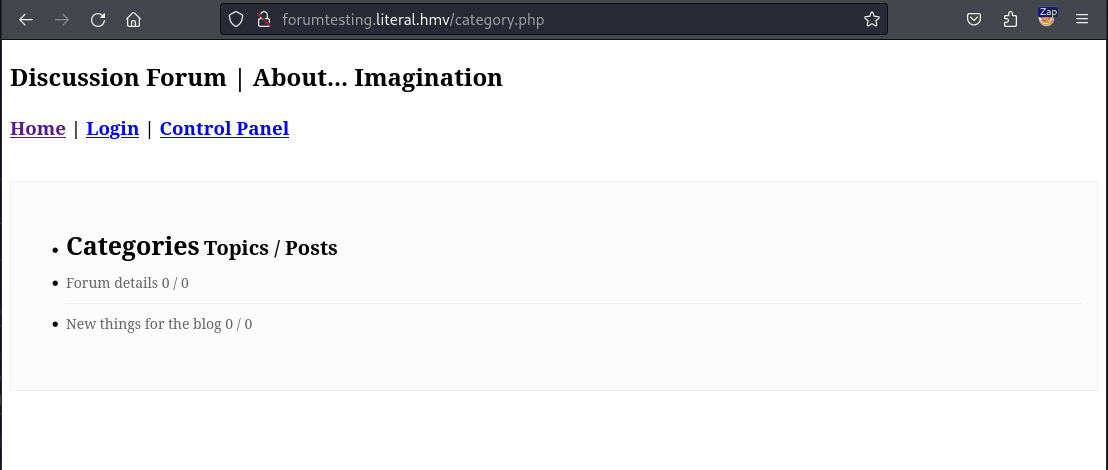 forumtesting.literal.hmv/category.php
Zap
Discussion Forum | About... Imagination
Home | Login | Control Panel
Categories Topics / Posts
Forum details 0 / 0
New things for the blog 0 / 0